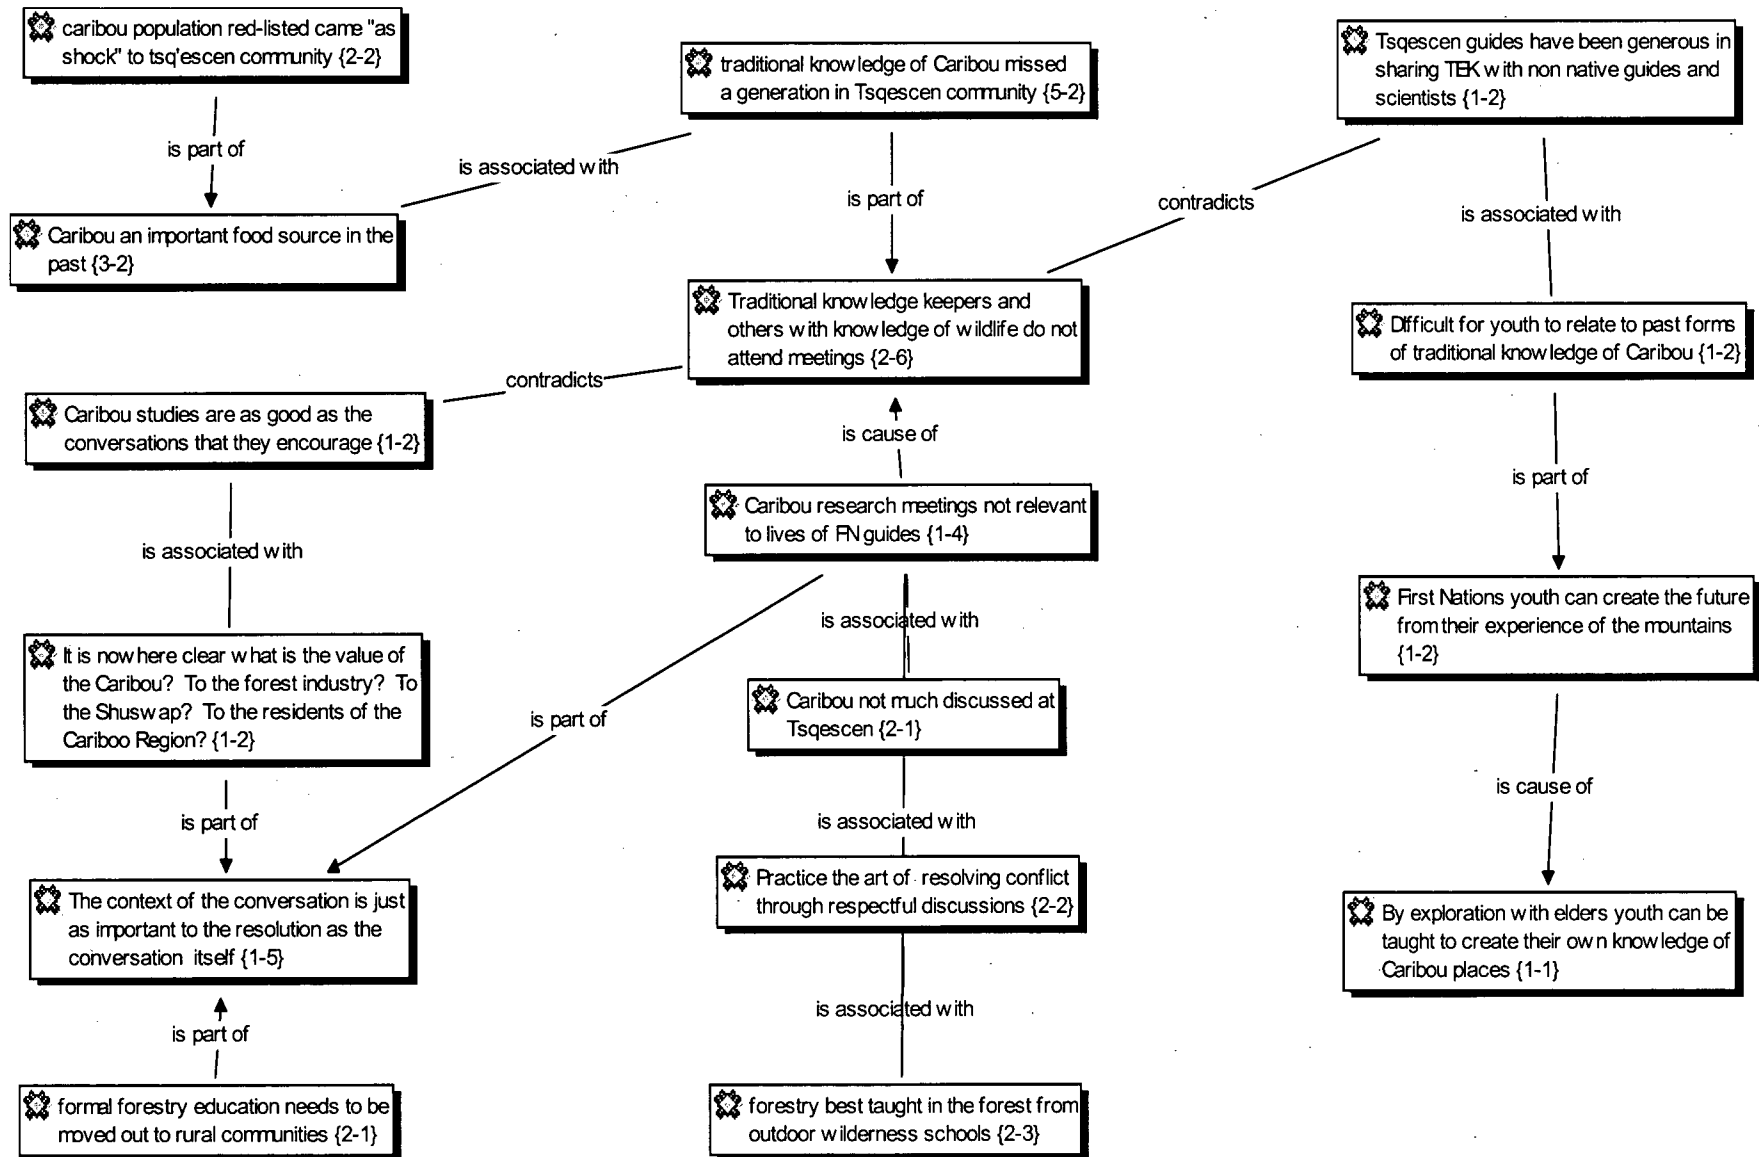 caribou population red-listed came "as
shock" to tsq'escen community {2-2}
traditional knowledge of Caribou missed
a generation in Tsqescen community {5-2}
Tsqescen guides have been generous in
sharing TEK with non native guides and
scientists {1-2}
is part of
is associated with
is part of
contradicts
is associated with
Caribou an important food source in the
past {3-2}
Traditional knowledge keepers and
others with knowledge of wildlife do not
attend meetings {2-6}
Difficult for youth to relate to past forms
of traditional knowledge of Caribou {1-2}
contradicts
Caribou studies are as good as the
conversations that they encourage {1-2}
is cause of
is part of
Caribou research meetings not relevant
to lives of FN guides {1-4}
is associated with
is associated with
First Nations youth can create the future
from their experience of the mountains
{1-2}
It is nowhere clear what is the value of
the Caribou? To the forest industry? To
the Shuswap? To the residents of the
Cariboo Region? {1-2}
is part of
Caribou not much discussed at
Tsqescen {2-1}
is cause of
is part of
is associated with
The context of the conversation is just
as important to the resolution as the
conversation itself {1-5}
Practice the art of resolving conflict
through respectful discussions {2-2}
By exploration with elders youth can be
taught to create their own knowledge of
Caribou places {1-1}
is part of
is associated with
formal forestry education needs to be
moved out to rural communities {2-1}
forestry best taught in the forest from
outdoor wilderness schools {2-3}